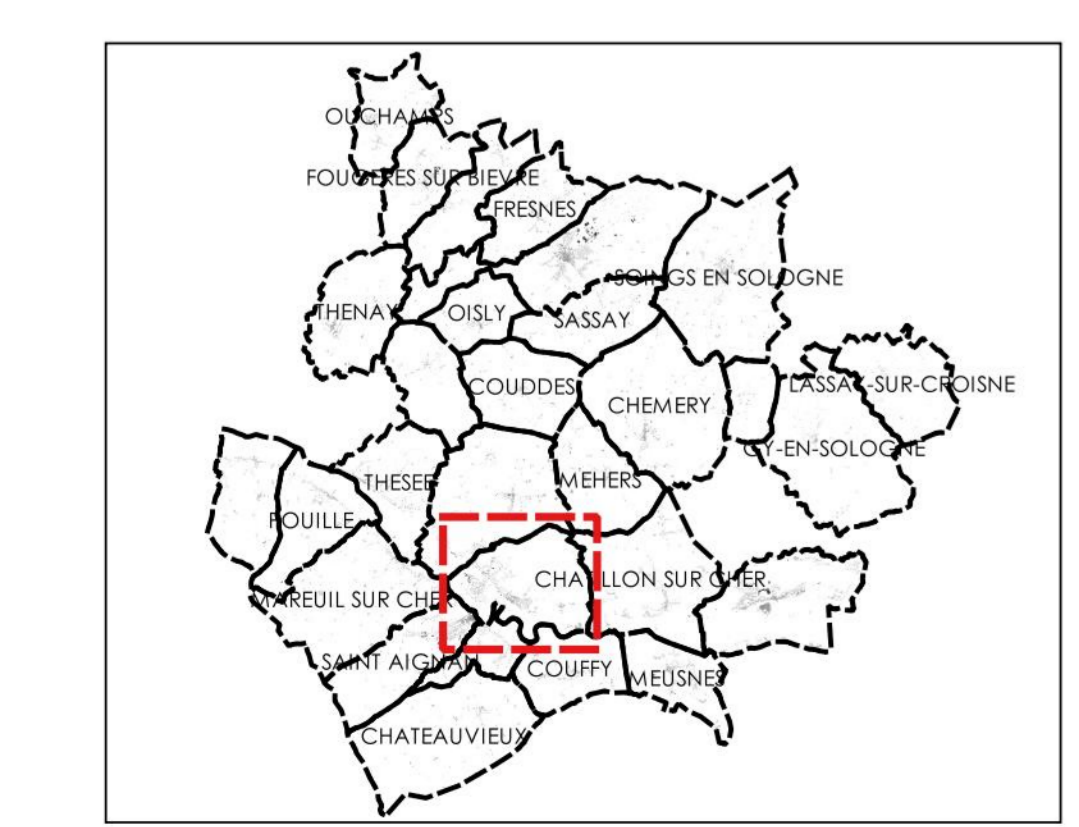 OUCHAMPS
FOUGERES SUR BIEVRE
FRESNES
SOINGS EN SOLOGNE
THENAY
OISLY
SASSAY
COUDDES
LASSAY-SUR-CROISNE
CHEMERY
GY-EN-SOLOGNE
THESEE
MEHERS
POUILLE
CHATILLON SUR CHER
MAREUIL SUR CHER
SAINT AIGNAN
COUFFY
MEUSNES
CHATEAUVIEUX